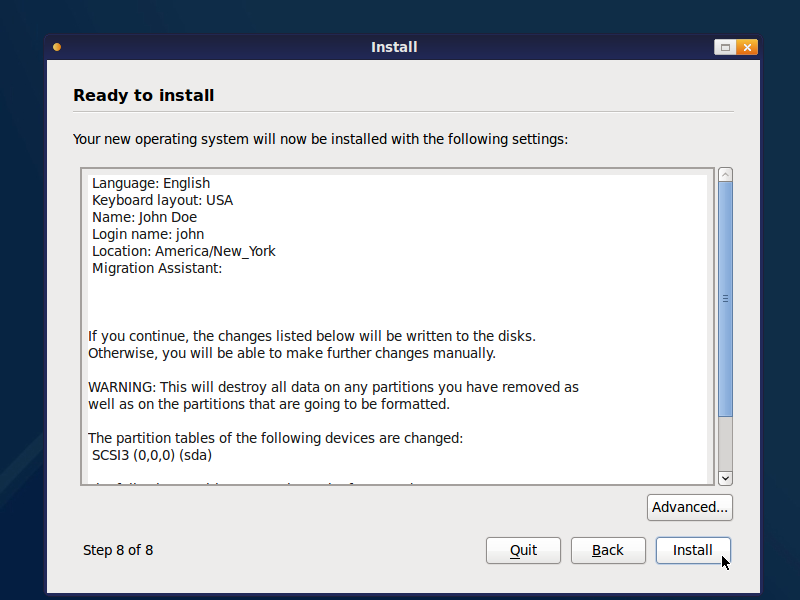 Install
Ready to install
Your new operating system will now be installed with the following settings:
Language: English
Keyboard layout: USA
Name: John Doe
Login name: john
Location: America/New_York
Migration Assistant:
If you continue, the changes listed below will be written to the disks.
Otherwise, you will be able to make further changes manually.
WARNING: This will destroy all data on any partitions you have removed as
well as on the partitions that are going to be formatted.
The partition tables of the following devices are changed:
SCSI3 (0,0,0) (sda)
Advanced...
Step 8 of 8
Quit
Back
Install